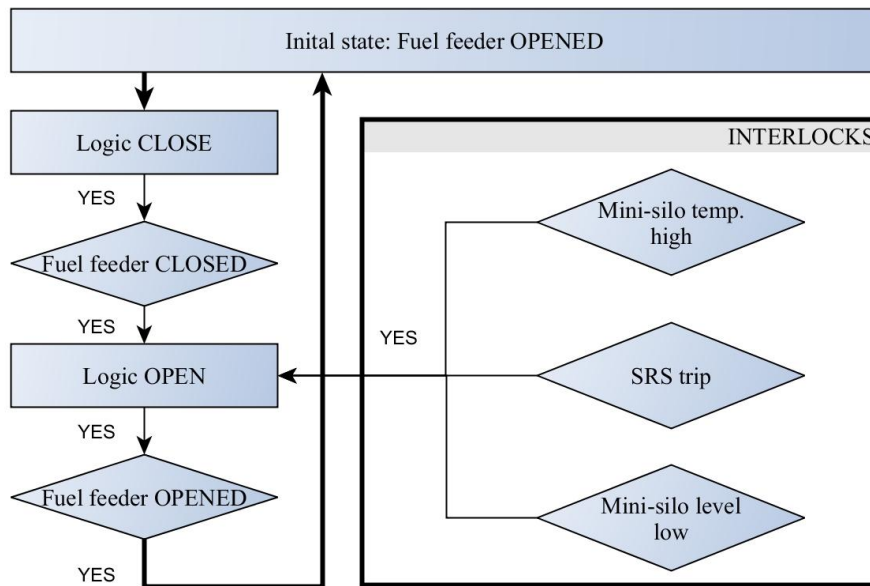 Inital state: Fuel feeder OPENED
Logic CLOSE
YES
Fuel feeder CLOSED
YES
Logic OPEN
YES
Fuel feeder OPENED
YES
INTERLOCKS
Mini-silo temp.
high
YES
SRS trip
Mini-silo level
low